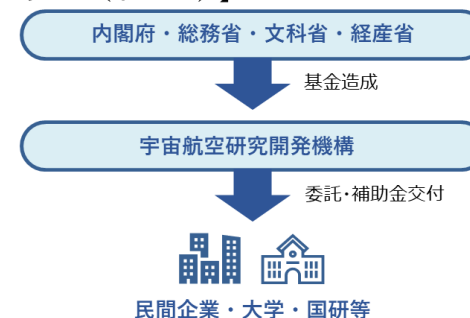 内閣府・総務省・文科省・経産省
基金造成
宇宙航空研究開発機構
委託・補助金交付
民間企業・大学・国研等